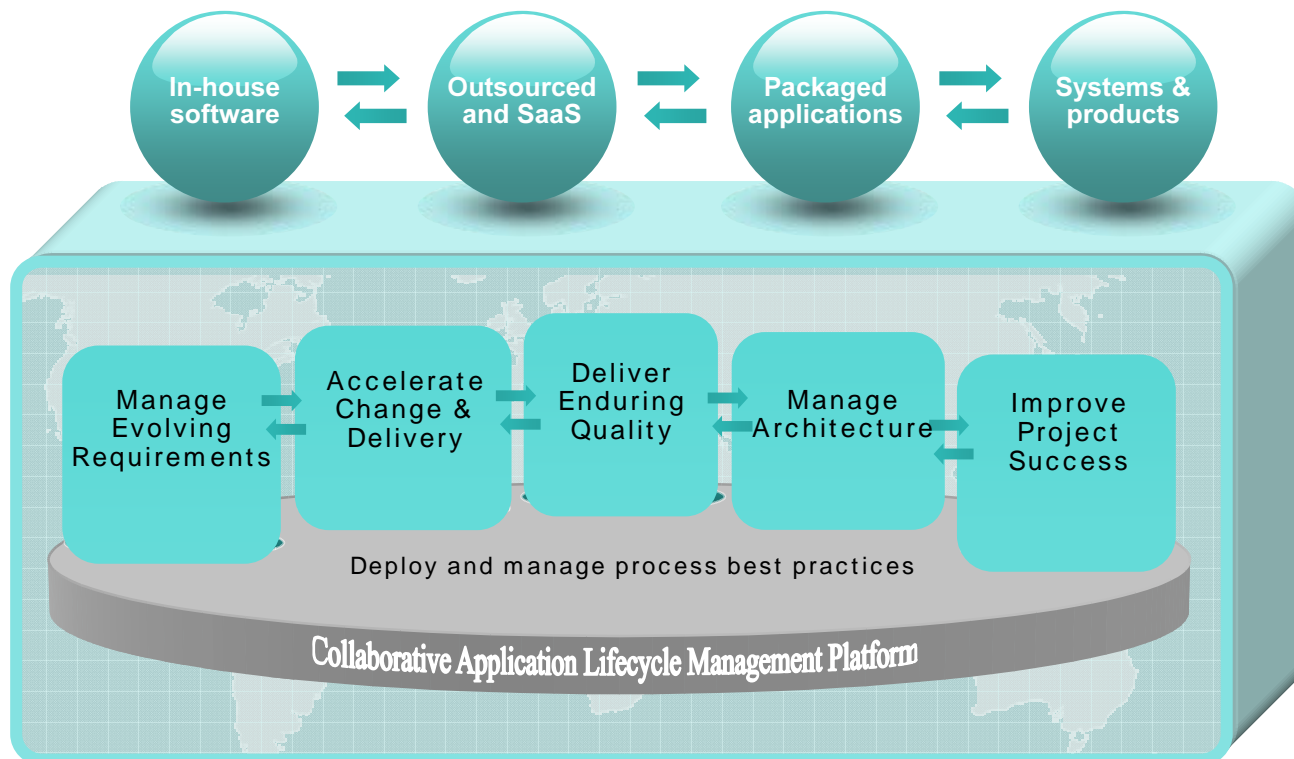 In-house
software
Outsourced
and SaaS
Packaged
applications
Systems &
products
Manage
Evolving
Requirements
Accelerate
Change &
Delivery
Deliver
Enduring
Quality
Manage
Architecture
Improve
Project
Success
Deploy and manage process best practices
Collaborative Application Lifecycle Management Platform